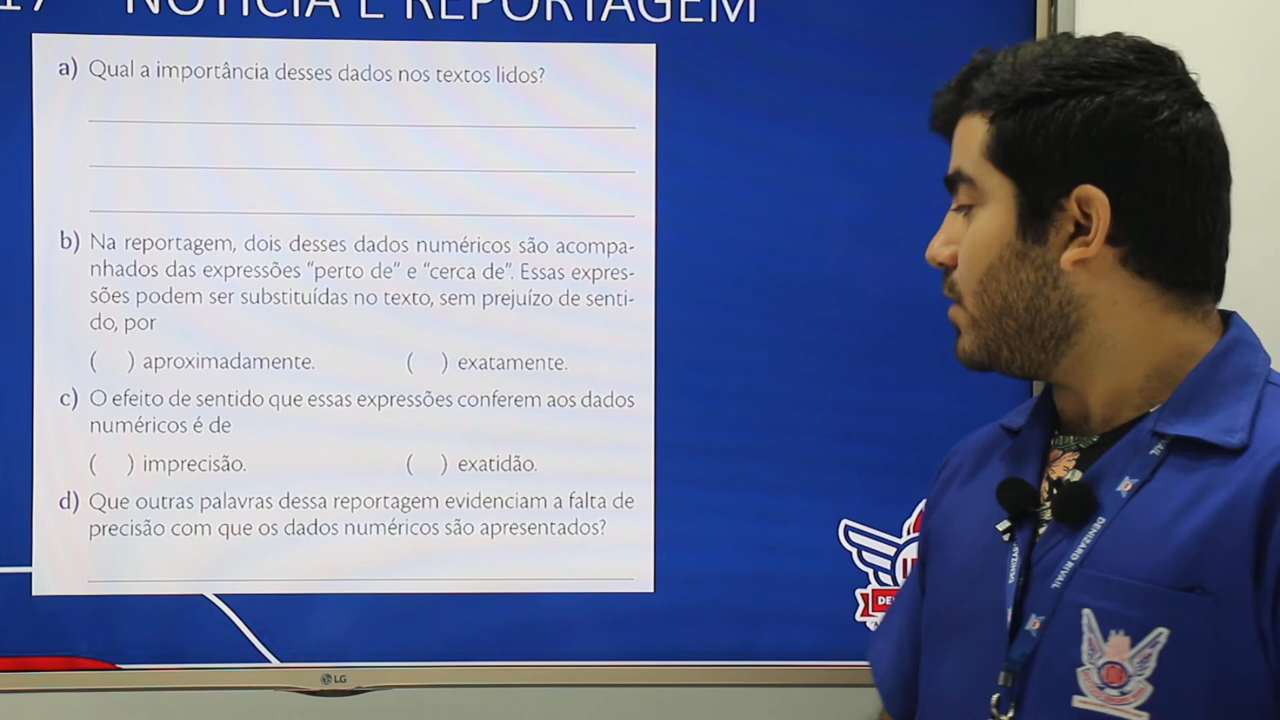 17 NOTÍCIA E REPORTAGEM
a) Qual a importância desses dados nos textos lidos?
b) Na reportagem, dois desses dados numéricos são acompa-
nhados das expressões “perto de” e “cerca de”. Essas expres-
sões podem ser substituídas no texto, sem prejuízo de senti-
do, por
( ) aproximadamente. ( ) exatamente.
c) O efeito de sentido que essas expressões conferem aos dados
numéricos é de
( ) imprecisão. ( ) exatidão.
d) Que outras palavras dessa reportagem evidenciam a falta de
precisão com que os dados numéricos são apresentados?
LG
DENIZARD RIVAIL